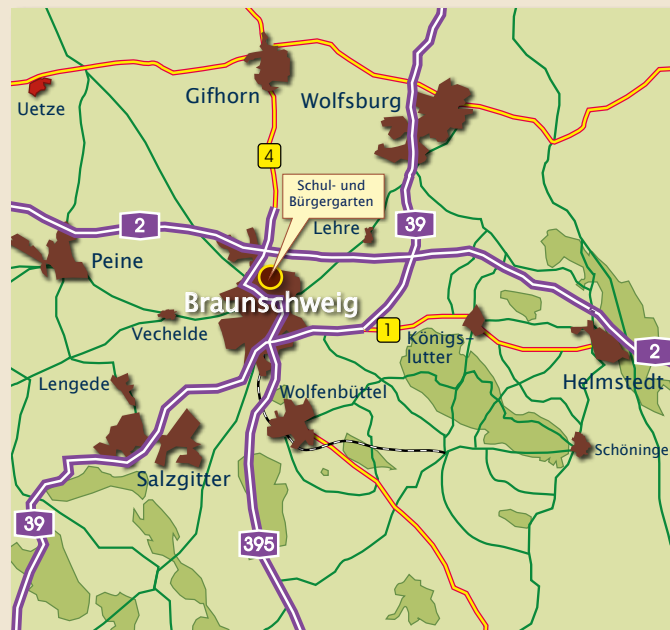 Uetze
Gifhorn
Wolfsburg
4
Schul- und
Bürgergarten
Lehre
2
39
Peine
Braunschweig
Vechelde
1
Königs-
lutter
2
Helmstedt
Lengede
Wolfenbüttel
Schöninge
Salzgitter
39
395